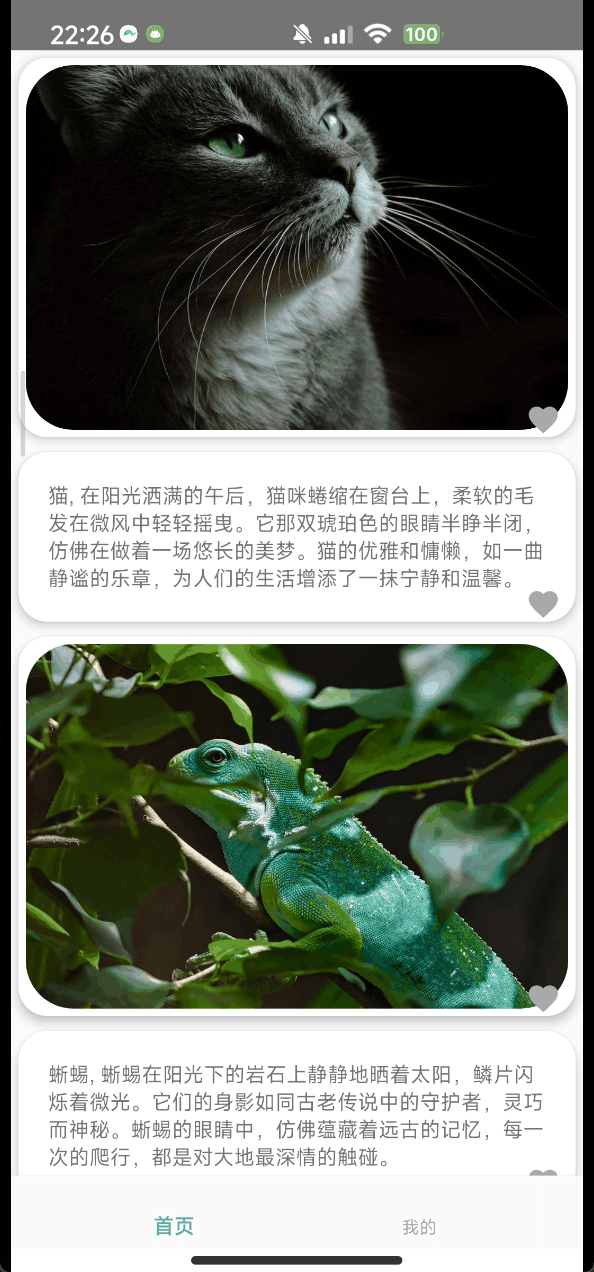 22:26
100
猫, 在阳光洒满的午后，猫咪蜷缩在窗台上，柔软的毛
发在微风中轻轻摇曳。它那双琥珀色的眼睛半睁半闭，
仿佛在做着一场悠长的美梦。猫的优雅和慵懒，如一曲
静谧的乐章，为人们的生活增添了一抹宁静和温馨。
蜥蜴, 蜥蜴在阳光下的岩石上静静地晒着太阳，鳞片闪
烁着微光。它们的身影如同古老传说中的守护者，灵巧
而神秘。蜥蜴的眼睛中，仿佛蕴藏着远古的记忆，每一
次的爬行，都是对大地最深情的触碰。
首页
我的